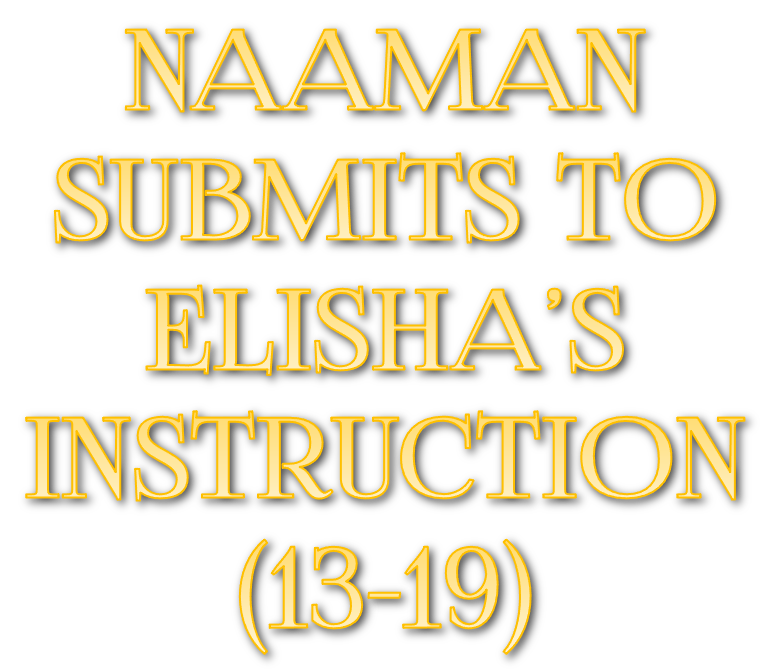 NAAMAN
SUBMITS TO
ELISHA’S
INSTRUCTION
(13-19)